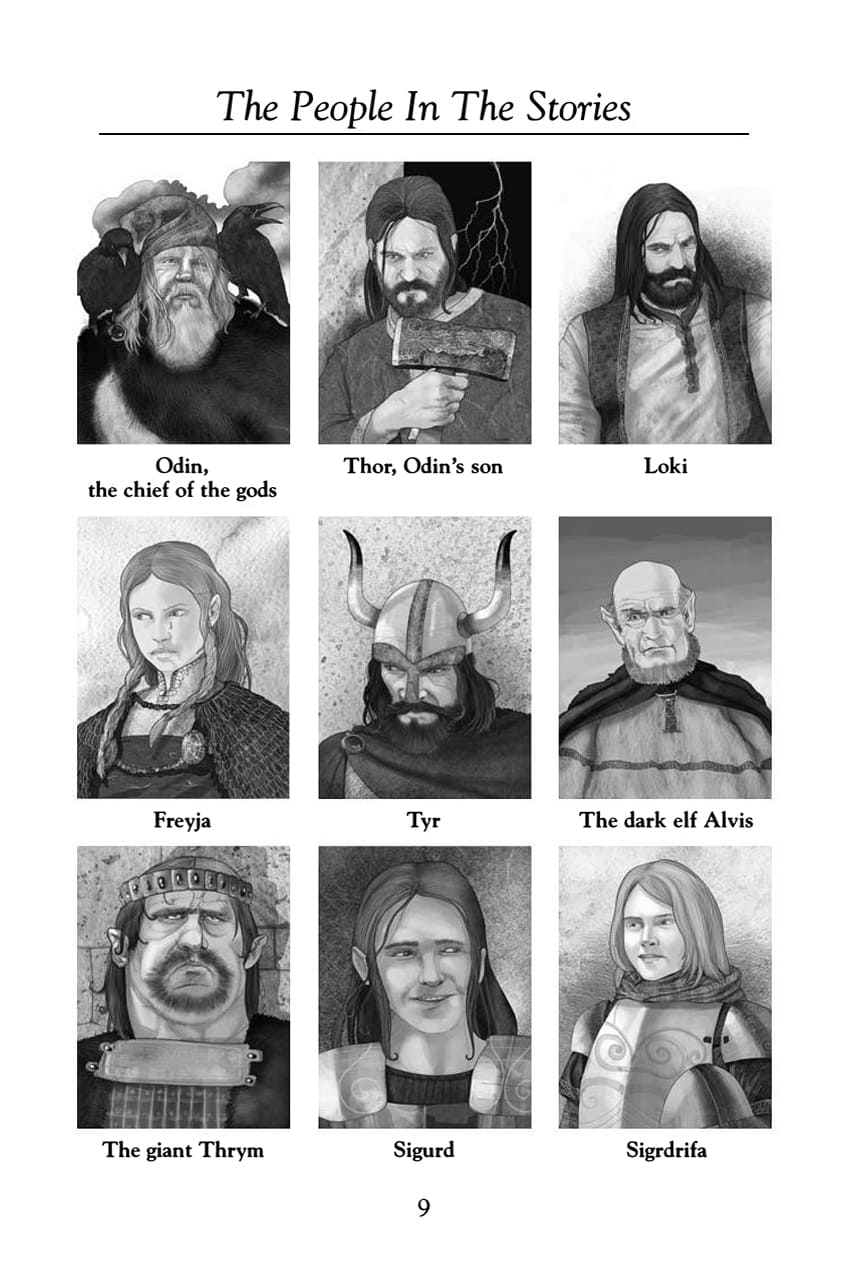 The People In The Stories
Odin,
the chief of the gods
Thor, Odin's son
Loki
Freyja
Tyr
The dark elf Alvis
The giant Thrym
Sigurd
Sigrdrifa
9